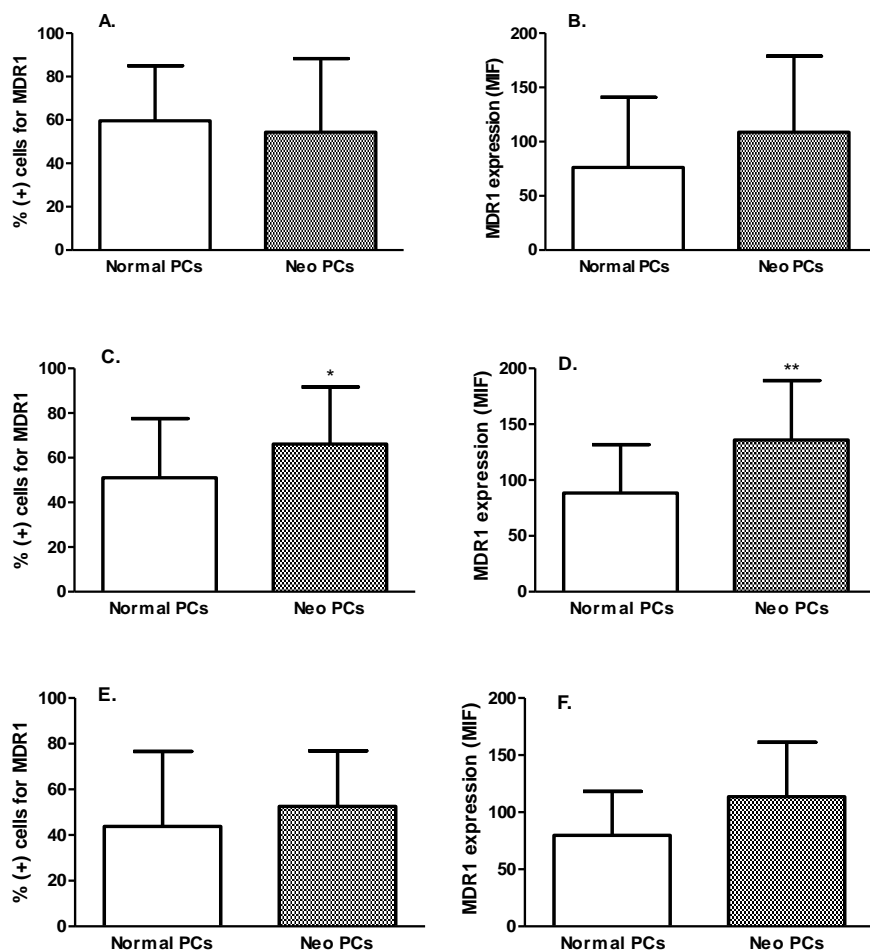 A.
% (+) cells for MDR1
100
80
60
40
20
0
Normal PCs Neo PCs
B.
MDR1 expression (MIF)
200
150
100
50
0
Normal PCs Neo PCs
C.
% (+) cells for MDR1
100
80
60
40
20
0
*
Normal PCs Neo PCs
D.
MDR1 expression (MIF)
200
150
100
50
0
**
Normal PCs Neo PCs
E.
% (+) cells for MDR1
100
80
60
40
20
0
Normal PCs Neo PCs
F.
MDR1 expression (MIF)
200
150
100
50
0
Normal PCs Neo PCs